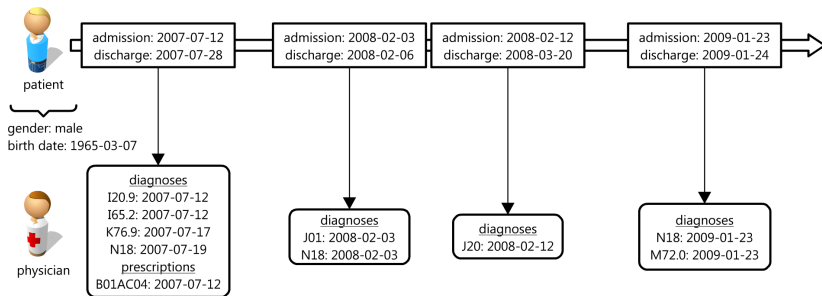 admission: 2007-07-12
discharge: 2007-07-28
admission: 2008-02-03
discharge: 2008-02-06
admission: 2008-02-12
discharge: 2008-03-20
admission: 2009-01-23
discharge: 2009-01-24
patient
gender: male
birth date: 1965-03-07
diagnoses
I20.9: 2007-07-12
I65.2: 2007-07-12
K76.9: 2007-07-17
N18: 2007-07-19
prescriptions
B01AC04: 2007-07-12
diagnoses
J01: 2008-02-03
N18: 2008-02-03
diagnoses
J20: 2008-02-12
diagnoses
N18: 2009-01-23
M72.0: 2009-01-23
physician